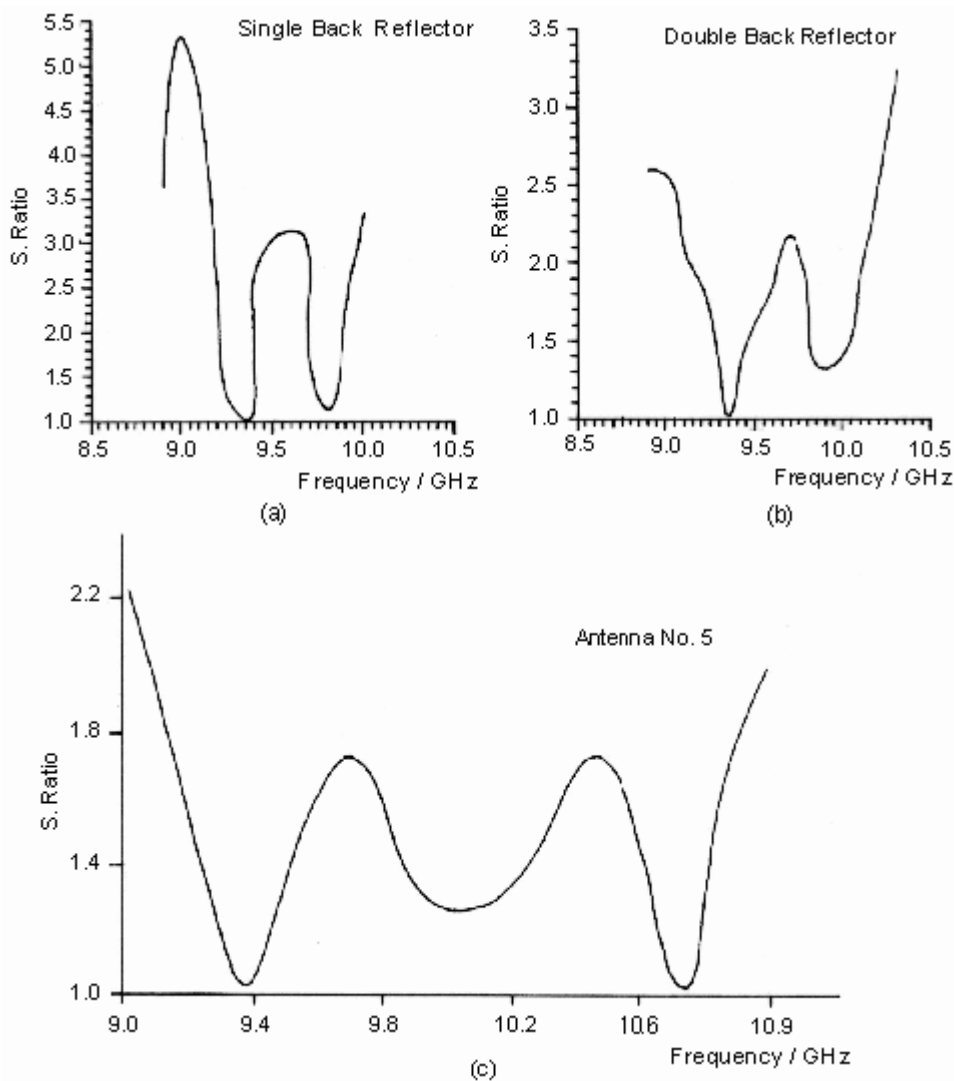 Single Back Reflector
5.5
5.0
4.5
4.0
3.5
3.0
2.5
2.0
1.5
1.0
S. Ratio
8.5 9.0 9.5 10.0 10.5
Frequency / GHz
(a)
Double Back Reflector
3.5
3.0
2.5
2.0
1.5
1.0
S. Ratio
8.5 9.0 9.5 10.0 10.5
Frequency / GHz
(b)
Antenna No. 5
2.2
1.8
1.4
1.0
S. Ratio
9.0 9.4 9.8 10.2 10.6 10.9
Frequency / GHz
(c)